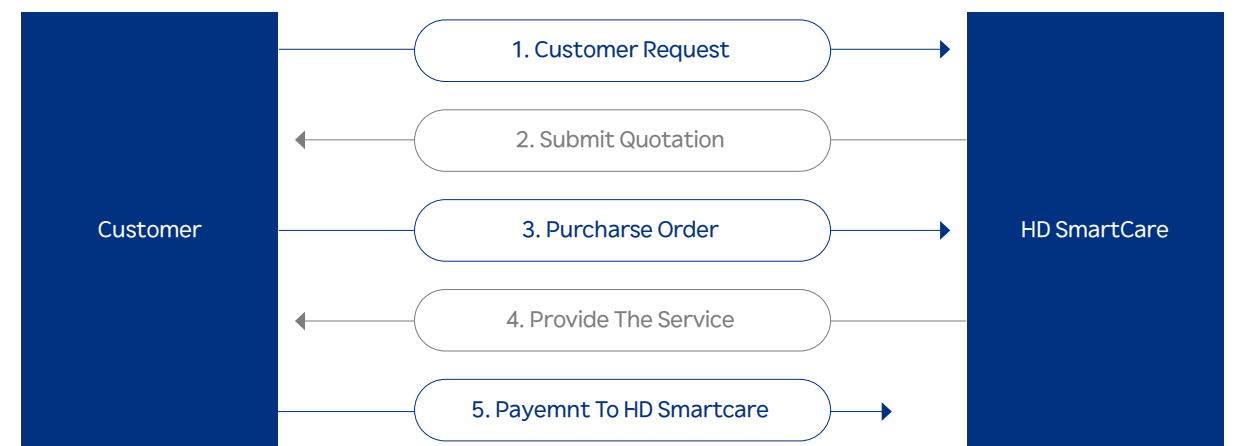 1. Customer Request
2. Submit Quotation
Customer
3. Purcharse Order
HD SmartCare
4. Provide The Service
5. Payemnt To HD Smartcare